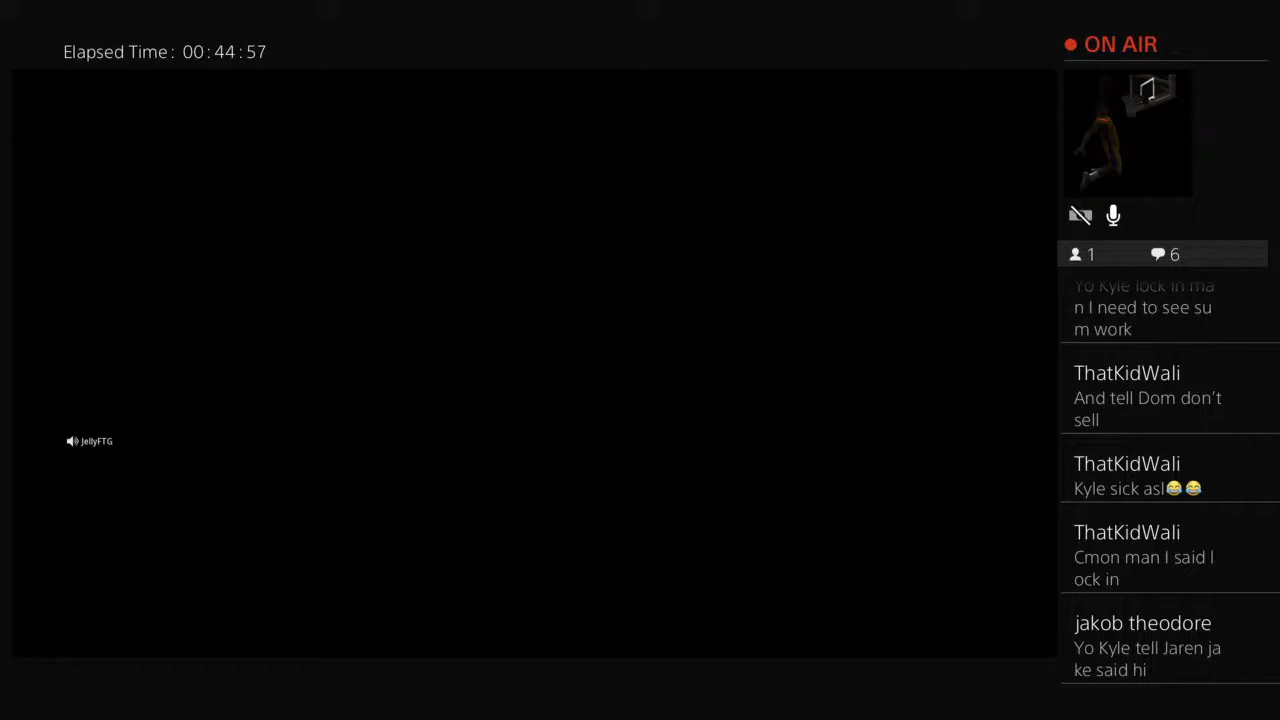 Elapsed Time: 00:44:57
ON AIR
1 6
Yo Kyle lock in ma
n I need to see su
m work
ThatKidWali
And tell Dom don't
sell
ThatKidWali
Kyle sick asl😂😂
JellyFTG
ThatKidWali
Cmon man I said l
ock in
jakob theodore
Yo Kyle tell Jaren ja
ke said hi